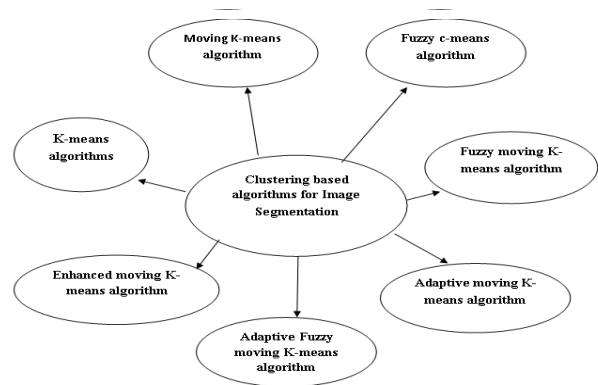 Moving K-means
algorithm
Fuzzy c-means
algorithm
K-means
algorithms
Clustering based
algorithms for Image
Segmentation
Fuzzy moving K-
means algorithm
Enhanced moving K-
means algorithm
Adaptive moving K-
means algorithm
Adaptive Fuzzy
moving K-means
algorithm